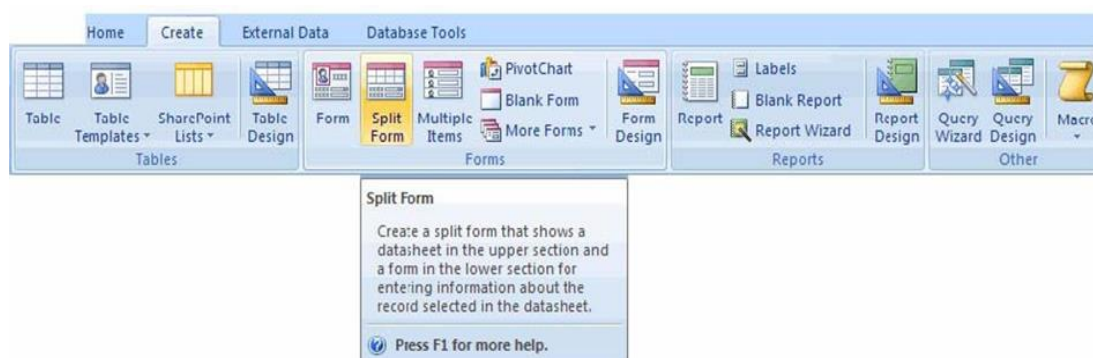 Home Create External Data Database Tools
Table
Table Templates
SharePoint Lists
Table Design
Tables
Form
Split Form
Multiple Items
PivotChart
Blank Form
More Forms
Form Design
Forms
Report
Labels
Blank Report
Report Wizard
Report Design
Reports
Query Wizard
Query Design
Macro
Other
Split Form
Create a split form that shows a
datasheet in the upper section and
a form in the lower section for
entering information about the
record selected in the datasheet.
Press F1 for more help.